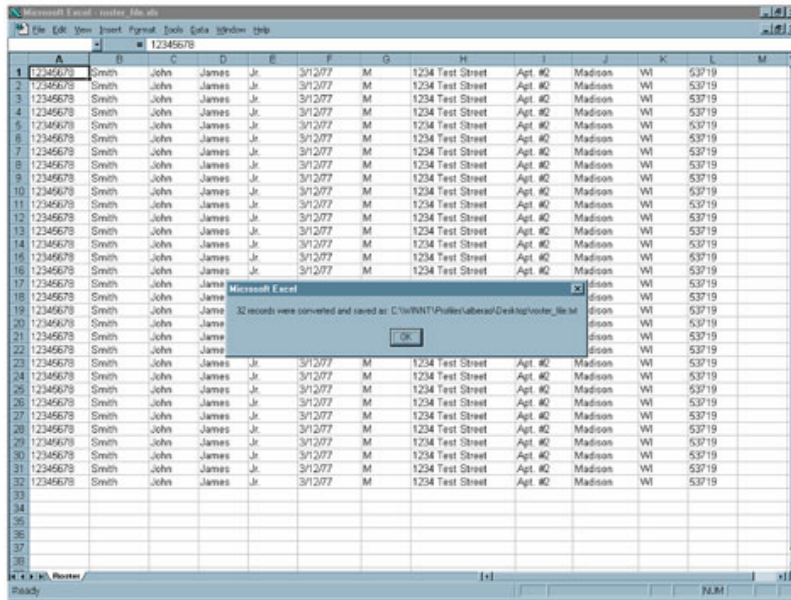 Microsoft Excel - roster_file.xls
File Edit View Insert Format Tools Data Window Help
= 12345678
A B C D E F G H I J K L M
1 12345678 Smith John James Jr. 3/12/77 M 1234 Test Street Apt. #2 Madison WI 53719
2 12345678 Smith John James Jr. 3/12/77 M 1234 Test Street Apt. #2 Madison WI 53719
3 12345678 Smith John James Jr. 3/12/77 M 1234 Test Street Apt. #2 Madison WI 53719
4 12345678 Smith John James Jr. 3/12/77 M 1234 Test Street Apt. #2 Madison WI 53719
5 12345678 Smith John James Jr. 3/12/77 M 1234 Test Street Apt. #2 Madison WI 53719
6 12345678 Smith John James Jr. 3/12/77 M 1234 Test Street Apt. #2 Madison WI 53719
7 12345678 Smith John James Jr. 3/12/77 M 1234 Test Street Apt. #2 Madison WI 53719
8 12345678 Smith John James Jr. 3/12/77 M 1234 Test Street Apt. #2 Madison WI 53719
9 12345678 Smith John James Jr. 3/12/77 M 1234 Test Street Apt. #2 Madison WI 53719
10 12345678 Smith John James Jr. 3/12/77 M 1234 Test Street Apt. #2 Madison WI 53719
11 12345678 Smith John James Jr. 3/12/77 M 1234 Test Street Apt. #2 Madison WI 53719
12 12345678 Smith John James Jr. 3/12/77 M 1234 Test Street Apt. #2 Madison WI 53719
13 12345678 Smith John James Jr. 3/12/77 M 1234 Test Street Apt. #2 Madison WI 53719
14 12345678 Smith John James Jr. 3/12/77 M 1234 Test Street Apt. #2 Madison WI 53719
15 12345678 Smith John James Jr. 3/12/77 M 1234 Test Street Apt. #2 Madison WI 53719
16 12345678 Smith John James Jr. 3/12/77 M 1234 Test Street Apt. #2 Madison WI 53719
17 12345678 Smith John Jame dison WI 53719
18 12345678 Smith John Jame dison WI 53719
19 12345678 Smith John Jame dison WI 53719
20 12345678 Smith John Jame dison WI 53719
21 12345678 Smith John Jame dison WI 53719
22 12345678 Smith John Jame dison WI 53719
Microsoft Excel
32 records were converted and saved as: C:\WINNT\Profiles\alberao\Desktop\roster_file.txt
OK
23 12345678 Smith John James Jr. 3/12/77 M 1234 Test Street Apt. #2 Madison WI 53719
24 12345678 Smith John James Jr. 3/12/77 M 1234 Test Street Apt. #2 Madison WI 53719
25 12345678 Smith John James Jr. 3/12/77 M 1234 Test Street Apt. #2 Madison WI 53719
26 12345678 Smith John James Jr. 3/12/77 M 1234 Test Street Apt. #2 Madison WI 53719
27 12345678 Smith John James Jr. 3/12/77 M 1234 Test Street Apt. #2 Madison WI 53719
28 12345678 Smith John James Jr. 3/12/77 M 1234 Test Street Apt. #2 Madison WI 53719
29 12345678 Smith John James Jr. 3/12/77 M 1234 Test Street Apt. #2 Madison WI 53719
30 12345678 Smith John James Jr. 3/12/77 M 1234 Test Street Apt. #2 Madison WI 53719
31 12345678 Smith John James Jr. 3/12/77 M 1234 Test Street Apt. #2 Madison WI 53719
32 12345678 Smith John James Jr. 3/12/77 M 1234 Test Street Apt. #2 Madison WI 53719
33
34
35
36
37
38
Roster
Ready NUM